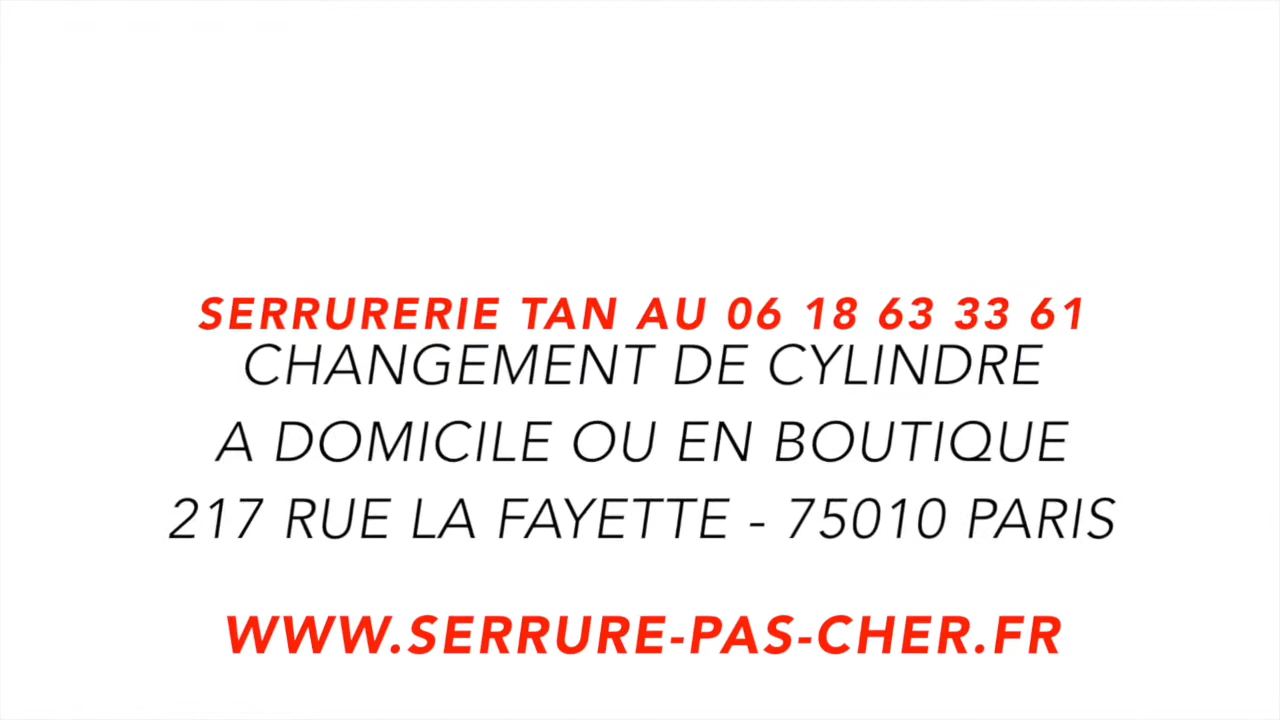 SERRURERIE TAN AU 06 18 63 33 61
CHANGEMENT DE CYLINDRE
A DOMICILE OU EN BOUTIQUE
217 RUE LA FAYETTE - 75010 PARIS
WWW.SERRURE-PAS-CHER.FR